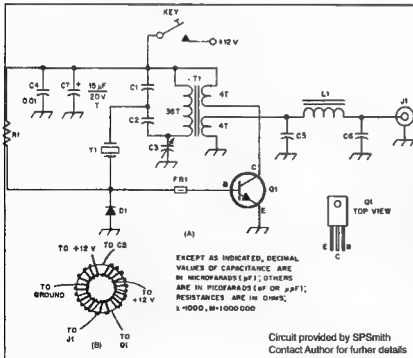 KEY
+12 V
C4
0.01
C7
+
15 µF
20 V
T
C1
T1
4T
36T
4T
L1
J1
R1
C2
C3
C5
C6
Y1
FB1
C
B
Q1
E
D1
(A)
Q1
TOP VIEW
E
C
B
TO +12 V
TO C2
TO GROUND
TO +12 V
TO J1
TO Q1
(B)
EXCEPT AS INDICATED, DECIMAL
VALUES OF CAPACITANCE ARE
IN MICROFARADS (µF); OTHERS
ARE IN PICOFARADS (pF OR µµF);
RESISTANCES ARE IN OHMS;
k=1000, M=1000000
Circuit provided by SPSmith
Contact Author for furher details